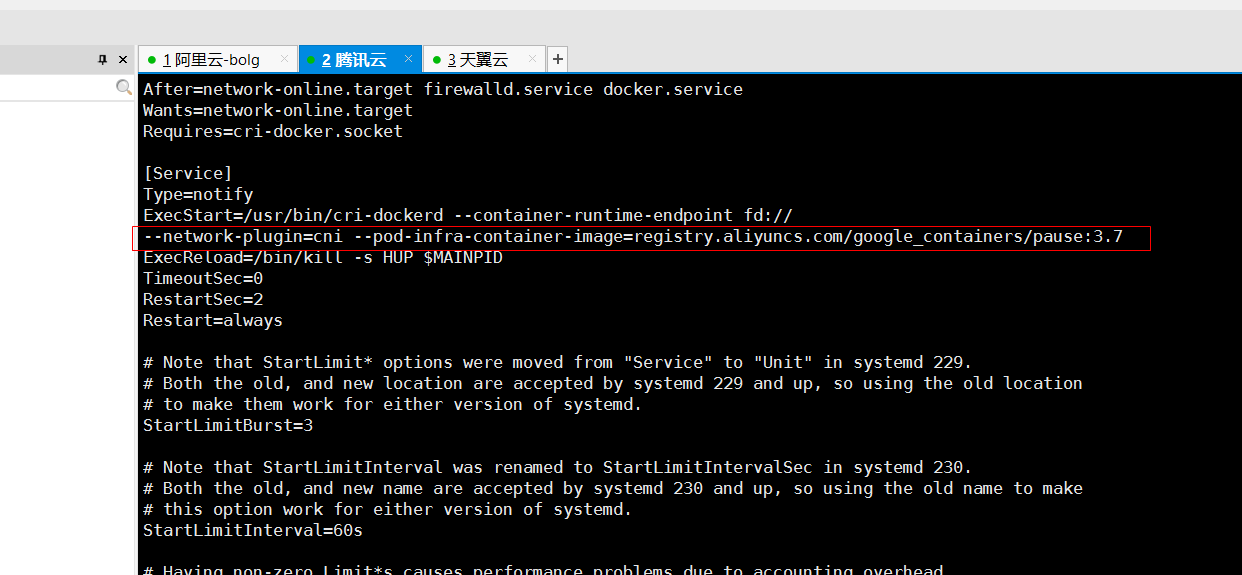 1 阿里云-bolg
2 腾讯云
3 天翼云
After=network-online.target firewalld.service docker.service
Wants=network-online.target
Requires=cri-docker.socket
[Service]
Type=notify
ExecStart=/usr/bin/cri-dockerd --container-runtime-endpoint fd://
--network-plugin=cni --pod-infra-container-image=registry.aliyuncs.com/google_containers/pause:3.7
ExecReload=/bin/kill -s HUP $MAINPID
TimeoutSec=0
RestartSec=2
Restart=always
# Note that StartLimit* options were moved from "Service" to "Unit" in systemd 229.
# Both the old, and new location are accepted by systemd 229 and up, so using the old location
# to make them work for either version of systemd.
StartLimitBurst=3
# Note that StartLimitInterval was renamed to StartLimitIntervalSec in systemd 230.
# Both the old, and new name are accepted by systemd 230 and up, so using the old name to make
# this option work for either version of systemd.
StartLimitInterval=60s
# Having non-zero Limit*s causes performance problems due to accounting overhead